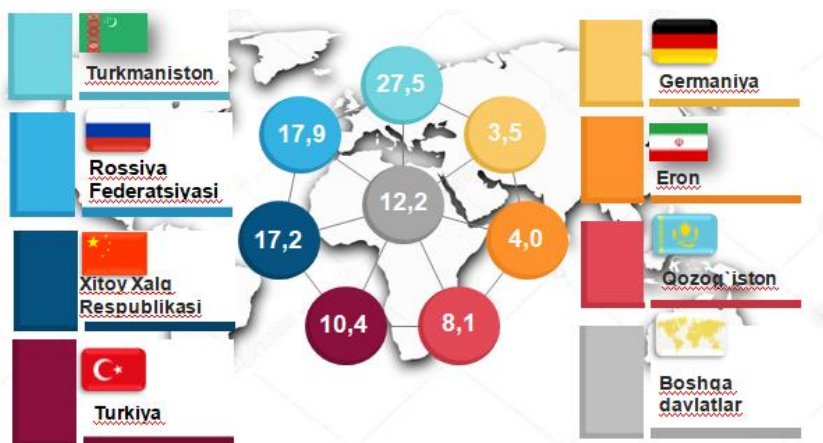 Turkmaniston
Rossiya
Federatsiyasi
Xitoy Xalq
Respublikasi
Turkiya
27,5
17,9
3,5
12,2
17,2
4,0
10,4
8,1
Germaniya
Eron
Qozog`iston
Boshqa
davlatlar